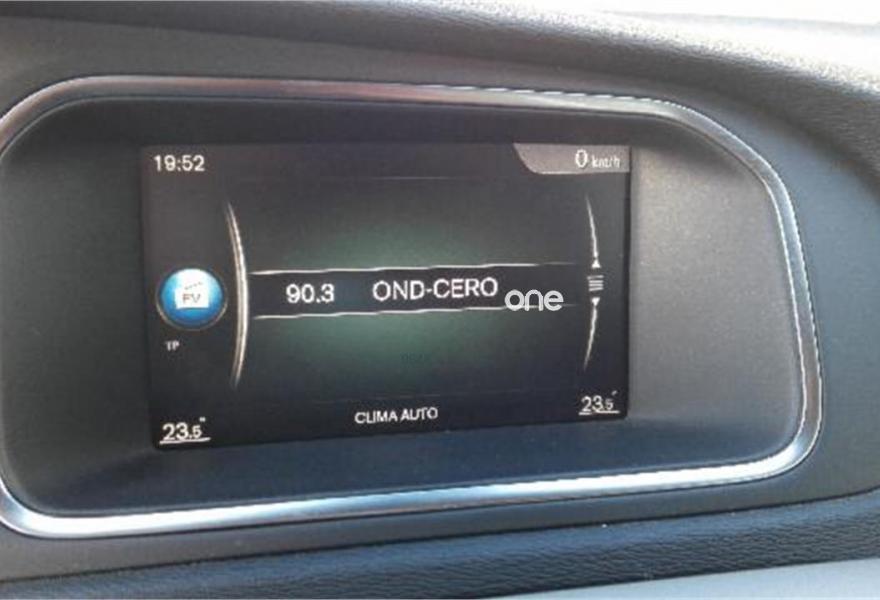 19:52
0 km/h
FV
90.3 OND-CERO
one
TP
CLIMA AUTO
23.5°
23.5°